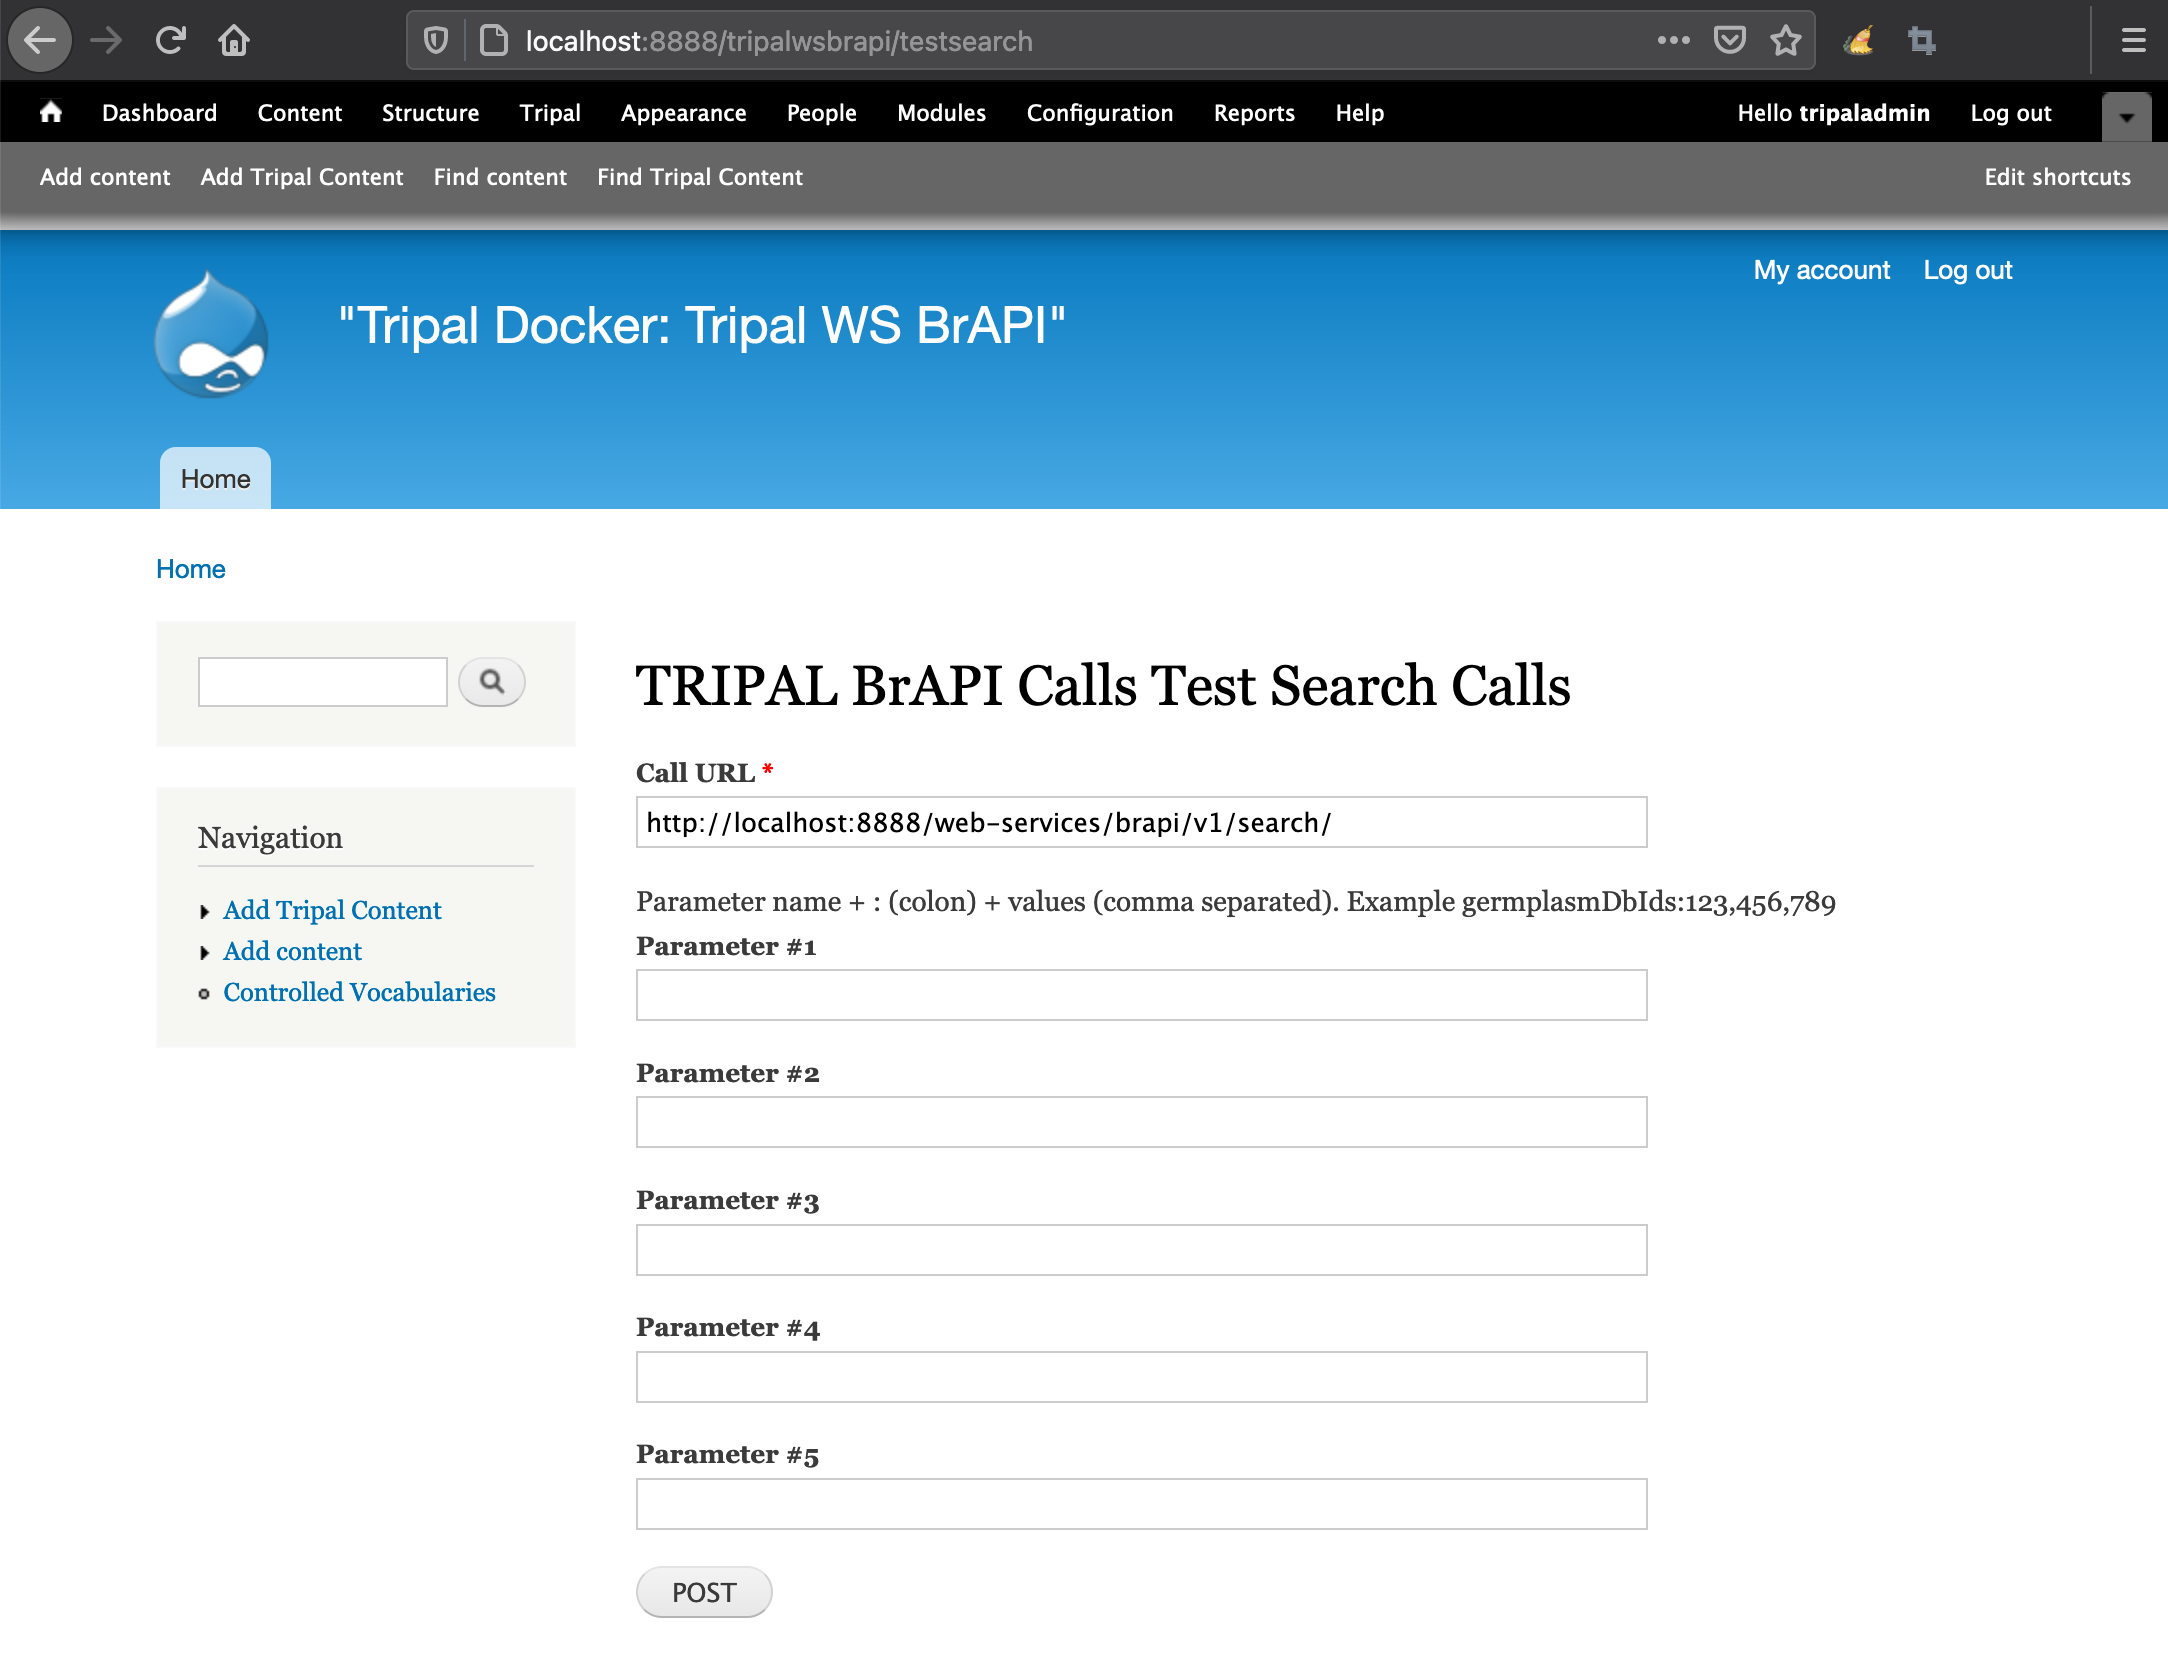 localhost:8888/tripalwsbrapi/testsearch
Dashboard Content Structure Tripal Appearance People Modules Configuration Reports Help Hello tripaladmin Log out
Add content Add Tripal Content Find content Find Tripal Content Edit shortcuts
My account Log out
"Tripal Docker: Tripal WS BrAPI"
Home
Home
Navigation
Add Tripal Content
Add content
Controlled Vocabularies
TRIPAL BrAPI Calls Test Search Calls
Call URL *
http://localhost:8888/web-services/brapi/v1/search/
Parameter name + : (colon) + values (comma separated). Example germplasmDbIds:123,456,789
Parameter #1
Parameter #2
Parameter #3
Parameter #4
Parameter #5
POST